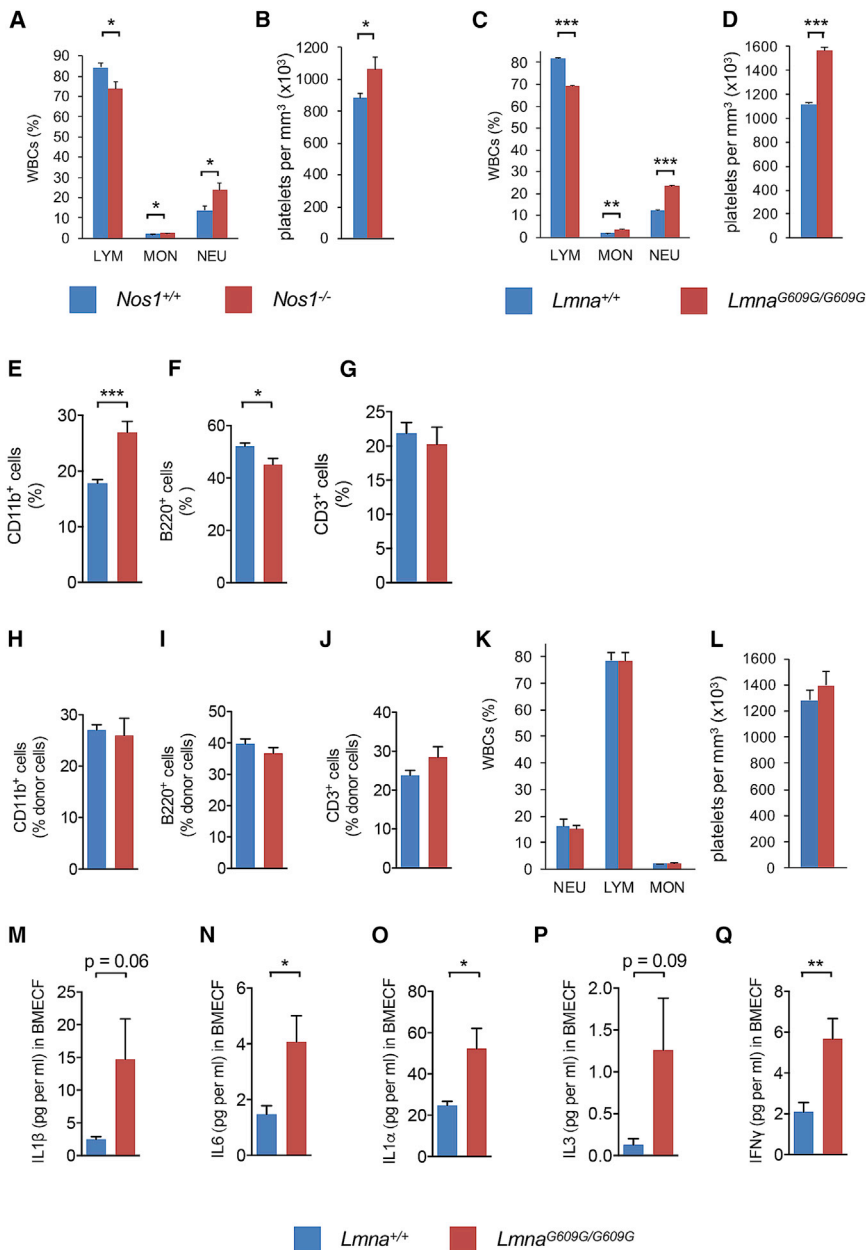 A
B
C
D
*
*
*
*
***
**
***
***
WBCs (%)
90
80
70
60
50
40
30
20
10
0
LYM MON NEU
platelets per mm³ (x10³)
1200
1000
800
600
400
200
0
WBCs (%)
90
80
70
60
50
40
30
20
10
0
LYM MON NEU
platelets per mm³ (x10³)
1600
1400
1200
1000
800
600
400
200
0
Nos1+/+ Nos1-/- Lmna+/+ LmnaG609G/G609G
E
F
G
***
*
CD11b+ cells
(%)
30
20
10
0
B220+ cells
(% )
60
40
20
0
CD3+ cells
(%)
25
20
15
10
5
0
H
I
J
K
L
CD11b+ cells
(% donor cells)
30
20
10
0
B220+ cells
(% donor cells)
50
40
30
20
10
0
CD3+ cells
(% donor cells)
40
30
20
10
0
WBCs (%)
80
70
60
50
40
30
20
10
0
NEU LYM MON
platelets per mm³ (x10³)
1600
1400
1200
1000
800
600
400
200
0
M
N
O
P
Q
p = 0.06
*
*
p = 0.09
**
IL1β (pg per ml) in BMECF
25
20
15
10
5
0
IL6 (pg per ml) in BMECF
6
4
2
0
IL1α (pg per ml) in BMECF
80
60
40
20
0
IL3 (pg per ml) in BMECF
2.0
1.5
1.0
0.5
0.0
IFNγ (pg per ml) in BMECF
8
6
4
2
0
Lmna+/+ LmnaG609G/G609G